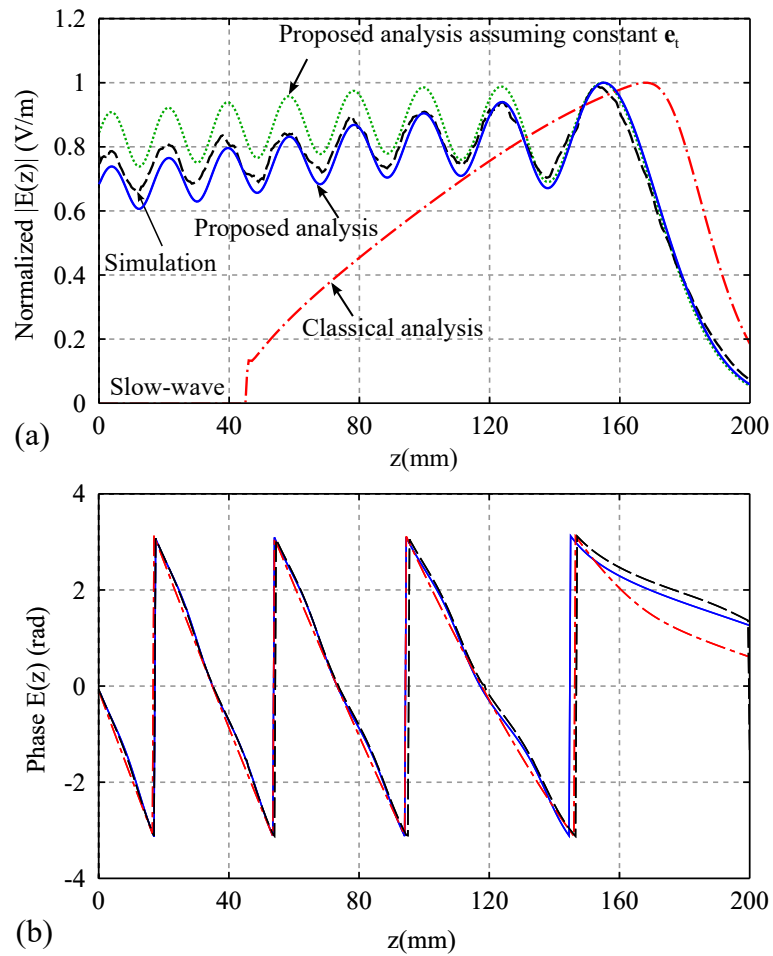 Proposed analysis assuming constant et
1.2
1
0.8
0.6
0.4
0.2
0
Normalized |E(z)| (V/m)
Proposed analysis
Simulation
Classical analysis
Slow-wave
0 40 80 120 160 200
z(mm)
(a)
4
2
0
-2
-4
Phase E(z) (rad)
0 40 80 120 160 200
z(mm)
(b)